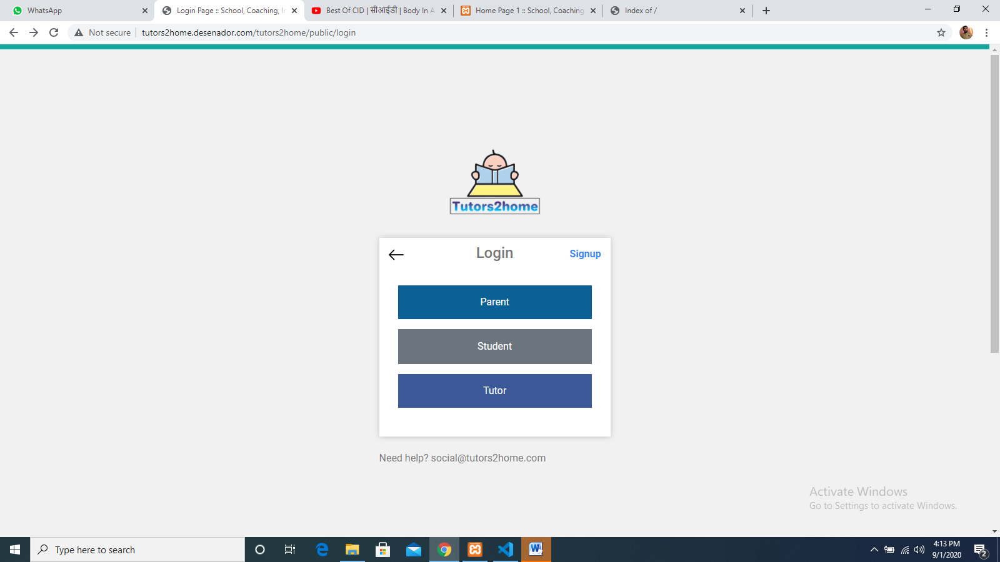 WhatsApp
Login Page :: School, Coaching, I
Best Of CID | सीआईडी | Body In A
Home Page 1 :: School, Coaching
Index of /
Not secure
tutors2home.desenador.com/tutors2home/public/login
Tutors2home
Login
Signup
Parent
Student
Tutor
Need help? social@tutors2home.com
Activate Windows
Go to Settings to activate Windows.
Type here to search
4:13 PM
9/1/2020
2